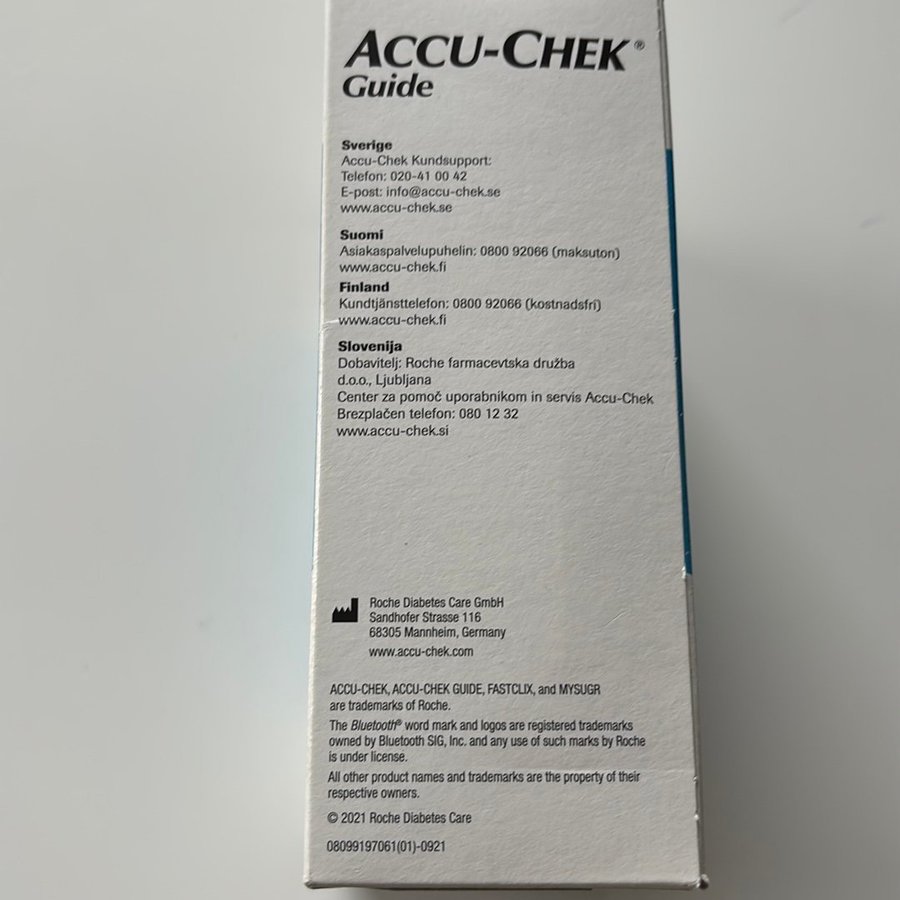 ACCU-CHEK®
Guide
Sverige
Accu-Chek Kundsupport:
Telefon: 020-41 00 42
E-post: info@accu-chek.se
www.accu-chek.se
Suomi
Asiakaspalvelupuhelin: 0800 92066 (maksuton)
www.accu-chek.fi
Finland
Kundtjänsttelefon: 0800 92066 (kostnadsfri)
www.accu-chek.fi
Slovenija
Dobavitelj: Roche farmacevtska družba
d.o.o., Ljubljana
Center za pomoč uporabnikom in servis Accu-Chek
Brezplačen telefon: 080 12 32
www.accu-chek.si
Roche Diabetes Care GmbH
Sandhofer Strasse 116
68305 Mannheim, Germany
www.accu-chek.com
ACCU-CHEK, ACCU-CHEK GUIDE, FASTCLIX, and MYSUGR
are trademarks of Roche.
The Bluetooth® word mark and logos are registered trademarks
owned by Bluetooth SIG, Inc. and any use of such marks by Roche
is under license.
All other product names and trademarks are the property of their
respective owners.
© 2021 Roche Diabetes Care
08099197061(01)-0921